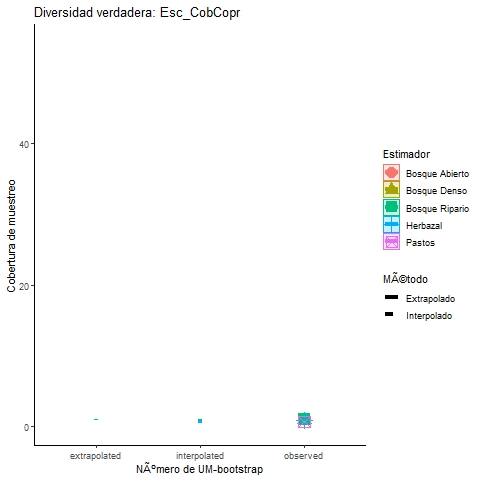 Diversidad verdadera: Esc_CobCopr
Cobertura de muestreo
40
20
0
extrapolated
interpolated
observed
NÃºmero de UM-bootstrap
Estimador
Bosque Abierto
Bosque Denso
Bosque Ripario
Herbazal
Pastos
MÃ©todo
Extrapolado
Interpolado